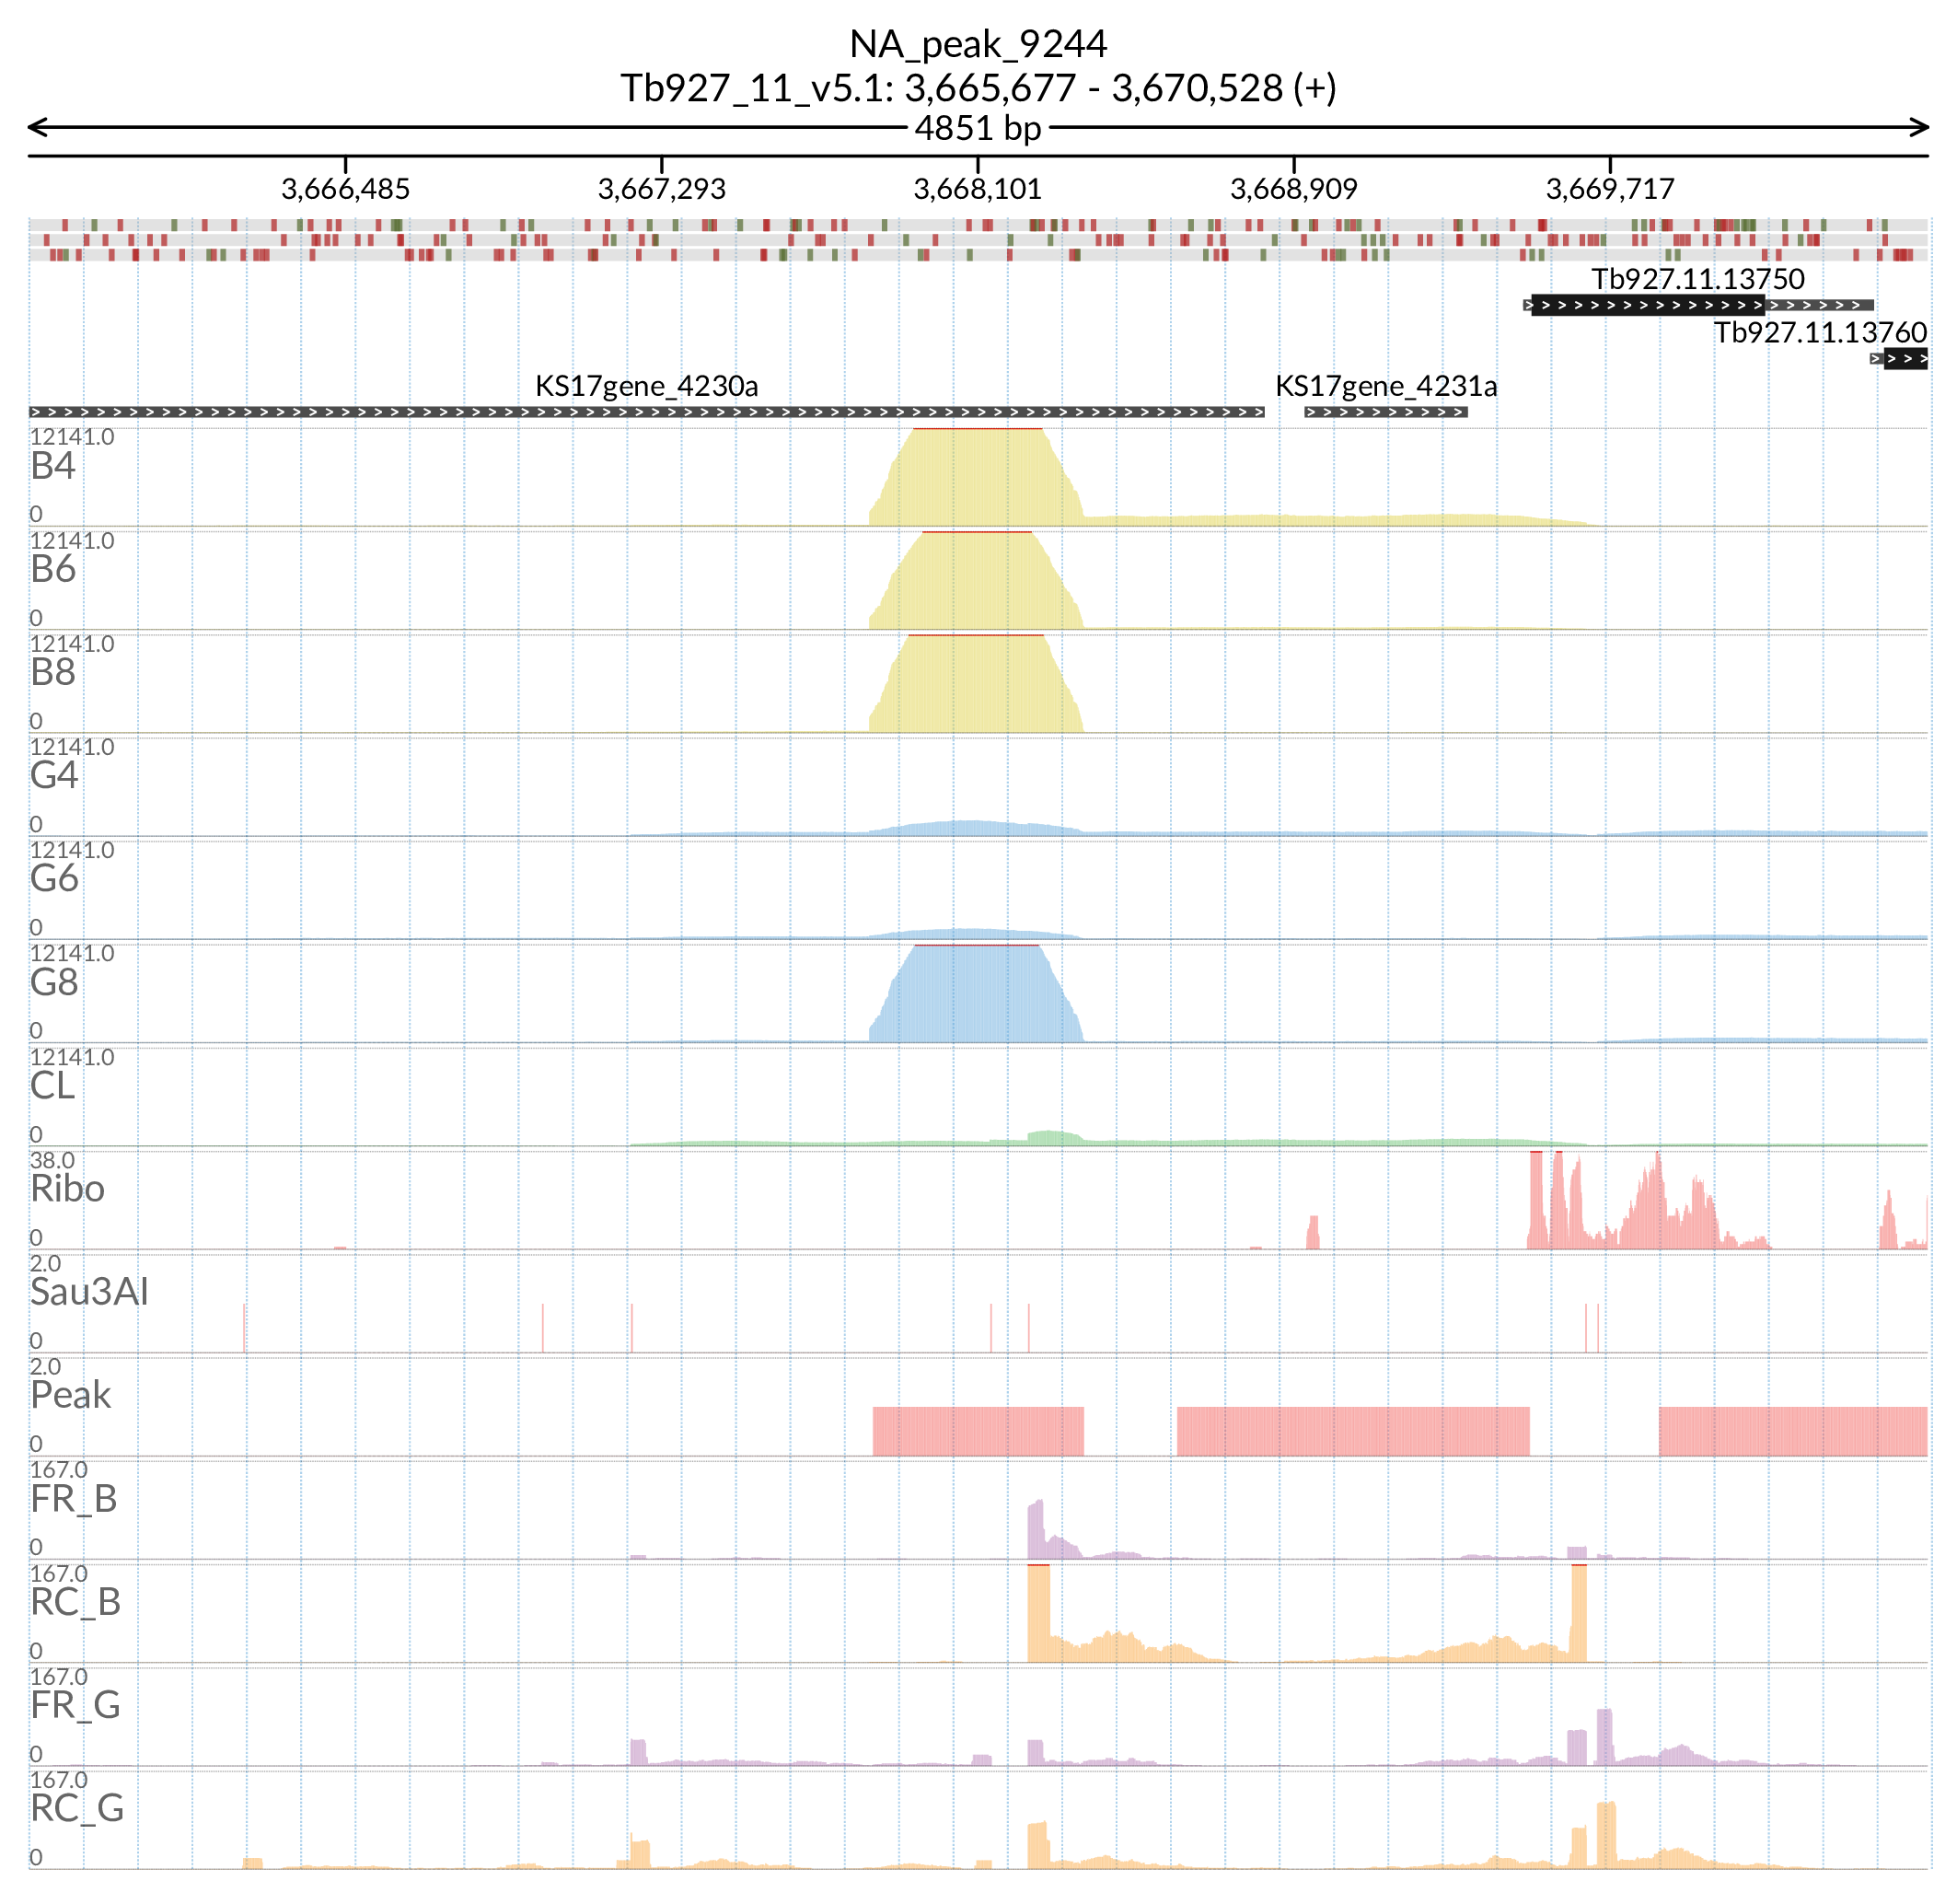 NA_peak_9244
Tb927_11_v5.1: 3,665,677 - 3,670,528 (+)
4851 bp
3,666,485 3,667,293 3,668,101 3,668,909 3,669,717
Tb927.11.13750
Tb927.11.13760
KS17gene_4230a KS17gene_4231a
12141.0
B4
0
12141.0
B6
0
12141.0
B8
0
12141.0
G4
0
12141.0
G6
0
12141.0
G8
0
12141.0
CL
0
38.0
Ribo
0
2.0
Sau3AI
0
2.0
Peak
0
167.0
FR_B
0
167.0
RC_B
0
167.0
FR_G
0
167.0
RC_G
0